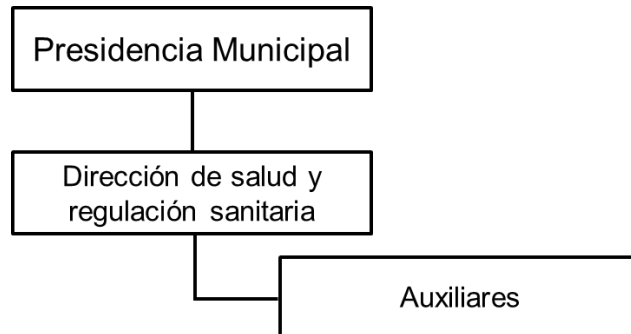 Presidencia Municipal
Dirección de salud y
regulación sanitaria
Auxiliares